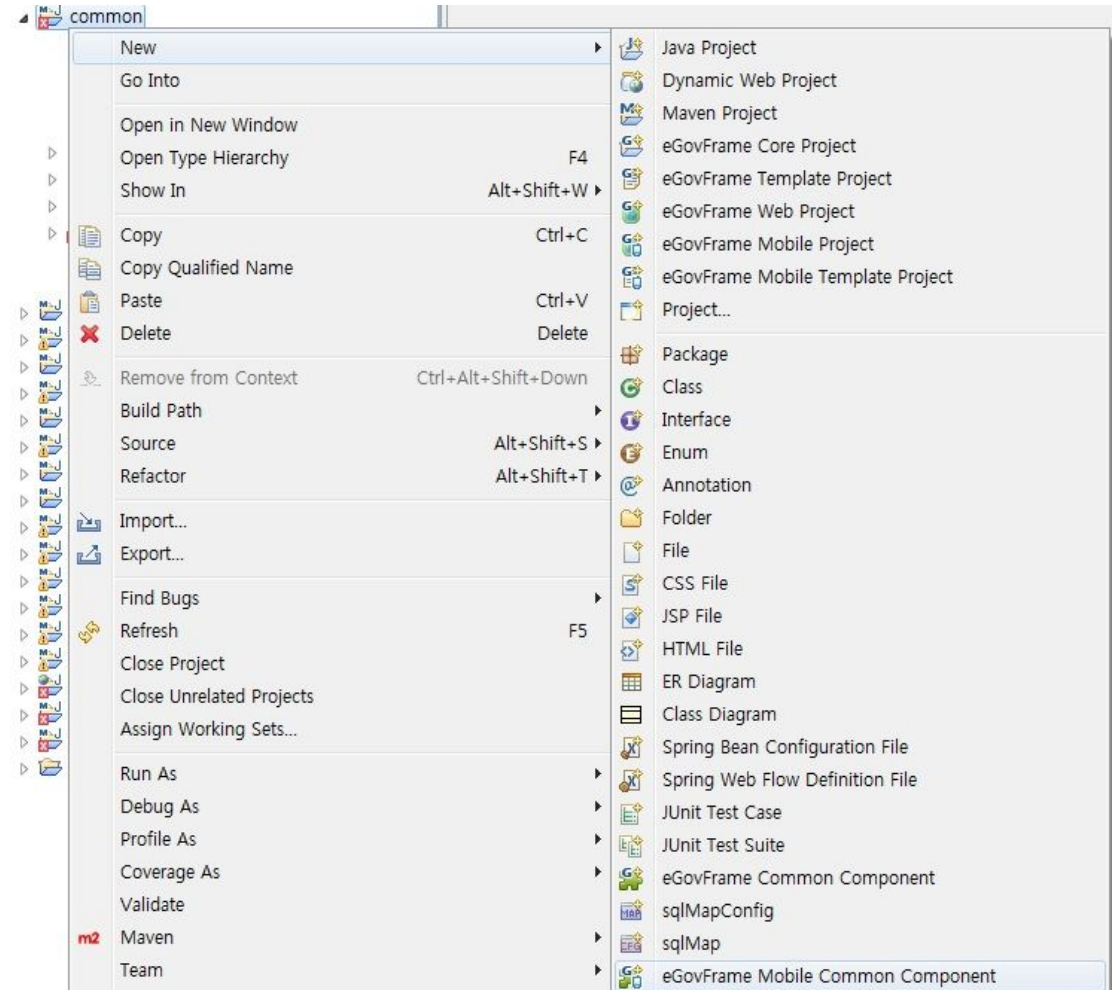 common
New
Go Into
Open in New Window
Open Type Hierarchy F4
Show In Alt+Shift+W
Copy Ctrl+C
Copy Qualified Name
Paste Ctrl+V
Delete Delete
Remove from Context Ctrl+Alt+Shift+Down
Build Path
Source Alt+Shift+S
Refactor Alt+Shift+T
Import...
Export...
Find Bugs
Refresh F5
Close Project
Close Unrelated Projects
Assign Working Sets...
Run As
Debug As
Profile As
Coverage As
Validate
m2 Maven
Team
Java Project
Dynamic Web Project
Maven Project
eGovFrame Core Project
eGovFrame Template Project
eGovFrame Web Project
eGovFrame Mobile Project
eGovFrame Mobile Template Project
Project...
Package
Class
Interface
Enum
Annotation
Folder
File
CSS File
JSP File
HTML File
ER Diagram
Class Diagram
Spring Bean Configuration File
Spring Web Flow Definition File
JUnit Test Case
JUnit Test Suite
eGovFrame Common Component
sqlMapConfig
sqlMap
eGovFrame Mobile Common Component